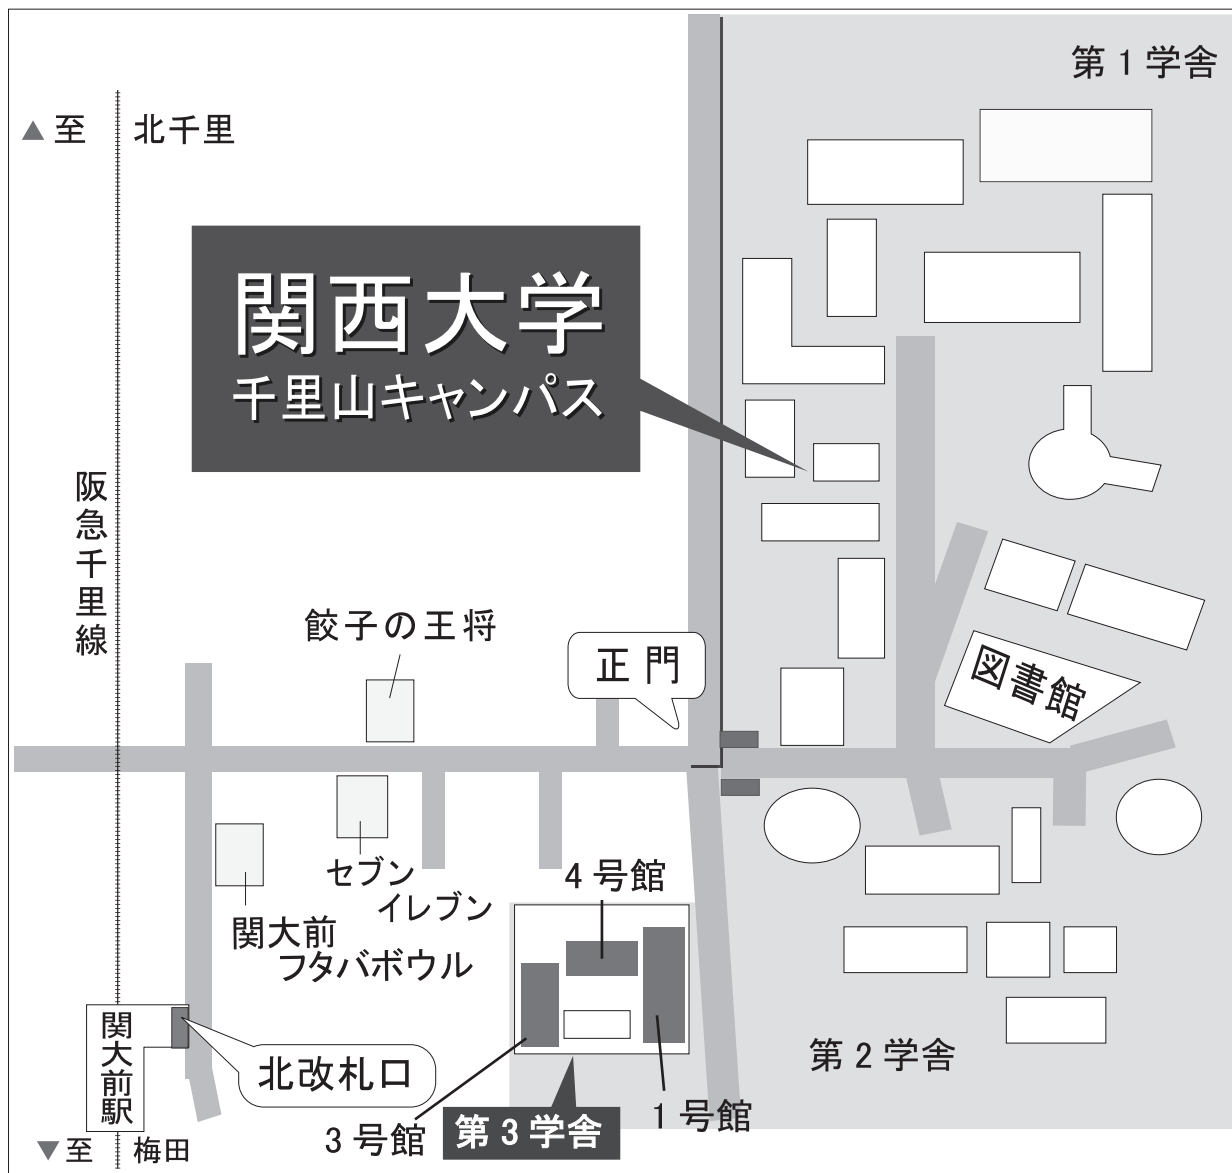 第1学舎
▲至 北千里
関西大学
千里山キャンパス
阪急千里線
餃子の王将
正門
図書館
セブン
イレブン
4号館
関大前
フタバボウル
関大前駅
北改札口
第2学舎
3号館
第3学舎
1号館
▼至 梅田